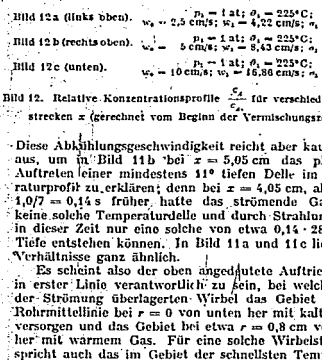 Bild 12a (links oben). p₁ = 1 at; ϑ₁ = 225°C;
w₀ = 2,5 cm/s; w₁ = 4,22 cm/s; σ₁
Bild 12b (rechts oben). p₁ = 1 at; ϑ₁ = 225°C;
w₀ = 5 cm/s; w₁ = 8,43 cm/s; σ₁
Bild 12c (unten). p₁ = 1 at; ϑ₁ = 225°C;
w₀ = 10 cm/s; w₁ = 16,86 cm/s; σ₁
Bild 12. Relative Konzentrationsprofile für verschied
strecken x (gerechnet vom Beginn der Vermischungsz
Diese Abkühlungsgeschwindigkeit reicht aber kau
aus, um in Bild 11b bei x = 5,05 cm das p
Auftreten einer mindestens 11° tiefen Delle im
raturprofil zu erklären; denn bei x = 4,05 cm, al
1,0/7 = 0,14 s früher, hatte das strömende Ga
keine solche Temperaturdelle und durch Strahlun
in dieser Zeit nur eine solche von etwa 0,14 · 28
Tiefe entstehen können. In Bild 11a und 11c li
Verhältnisse ganz ähnlich.
Es scheint also der oben angedeutete Auftrie
in erster Linie verantwortlich zu sein, bei welch
der Strömung überlagerten Wirbel das Gebiet
Rohrmittellinie bei r = 0 von unten her mit kalt
versorgen und das Gebiet bei etwa r = 0,8 cm v
her mit warmem Gas. Für eine solche Wirbelst
spricht auch das im Gebiet der schnellsten Tem